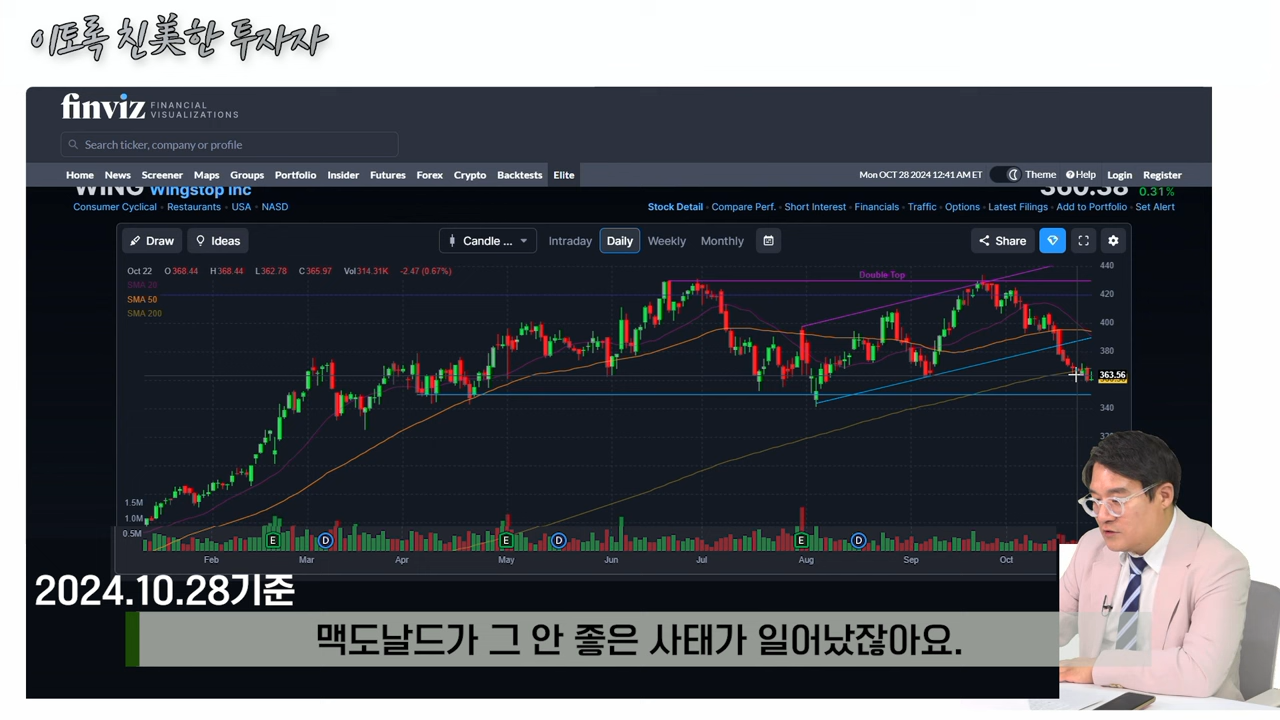 이토록 친美한 투자자
finviz FINANCIAL VISUALIZATIONS
Search ticker, company or profile
Home News Screener Maps Groups Portfolio Insider Futures Forex Crypto Backtests Elite Mon OCT 28 2024 12:41 AM ET Theme Help Login Register
WING Wingstop Inc 360.38 0.31%
Consumer Cyclical • Restaurants • USA • NASD Stock Detail • Compare Perf. • Short Interest • Financials • Traffic • Options • Latest Filings • Add to Portfolio • Set Alert
Draw Ideas Candle ... Intraday Daily Weekly Monthly Share
Oct 22 O 368.44 H 368.44 L 362.78 C 365.97 Vol 314.31K -2.47 (0.67%)
SMA 20
SMA 50
SMA 200
Double Top
440
420
400
380
363.56
340
1.5M
1.0M
0.5M
E D E D E D
Feb Mar Apr May Jun Jul Aug Sep Oct
2024.10.28기준
맥도날드가 그 안 좋은 사태가 일어났잖아요.